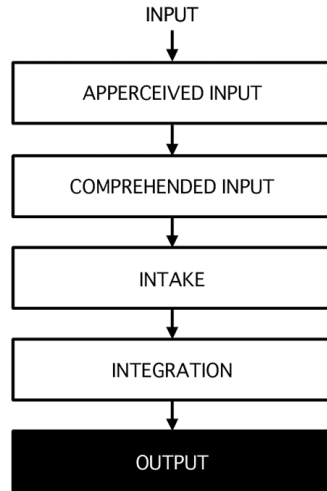 INPUT
APPERCEIVED INPUT
COMPREHENDED INPUT
INTAKE
INTEGRATION
OUTPUT